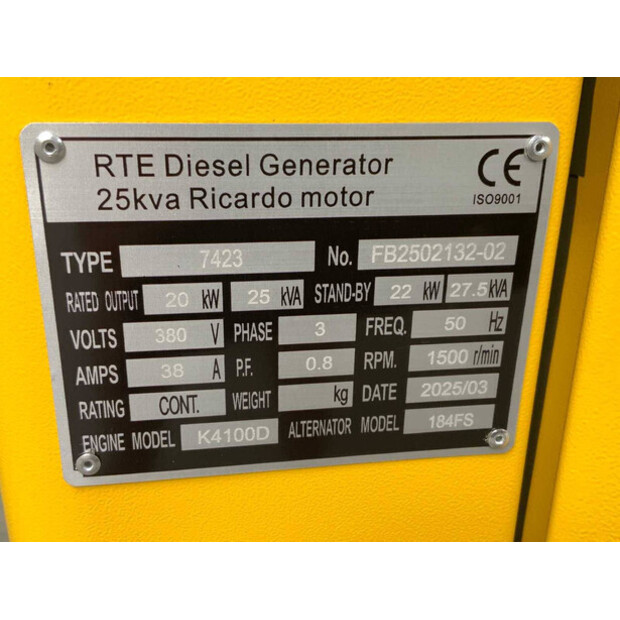 RTE Diesel Generator
25kva Ricardo motor
CE
ISO9001
TYPE 7423 No. FB2502132-02
RATED OUTPUT 20 kW 25 kVA STAND-BY 22 kW 27.5 kVA
VOLTS 380 V PHASE 3 FREQ. 50 Hz
AMPS 38 A P.F. 0.8 RPM. 1500 r/min
RATING CONT. WEIGHT kg DATE 2025/03
ENGINE MODEL K4100D ALTERNATOR MODEL 184FS